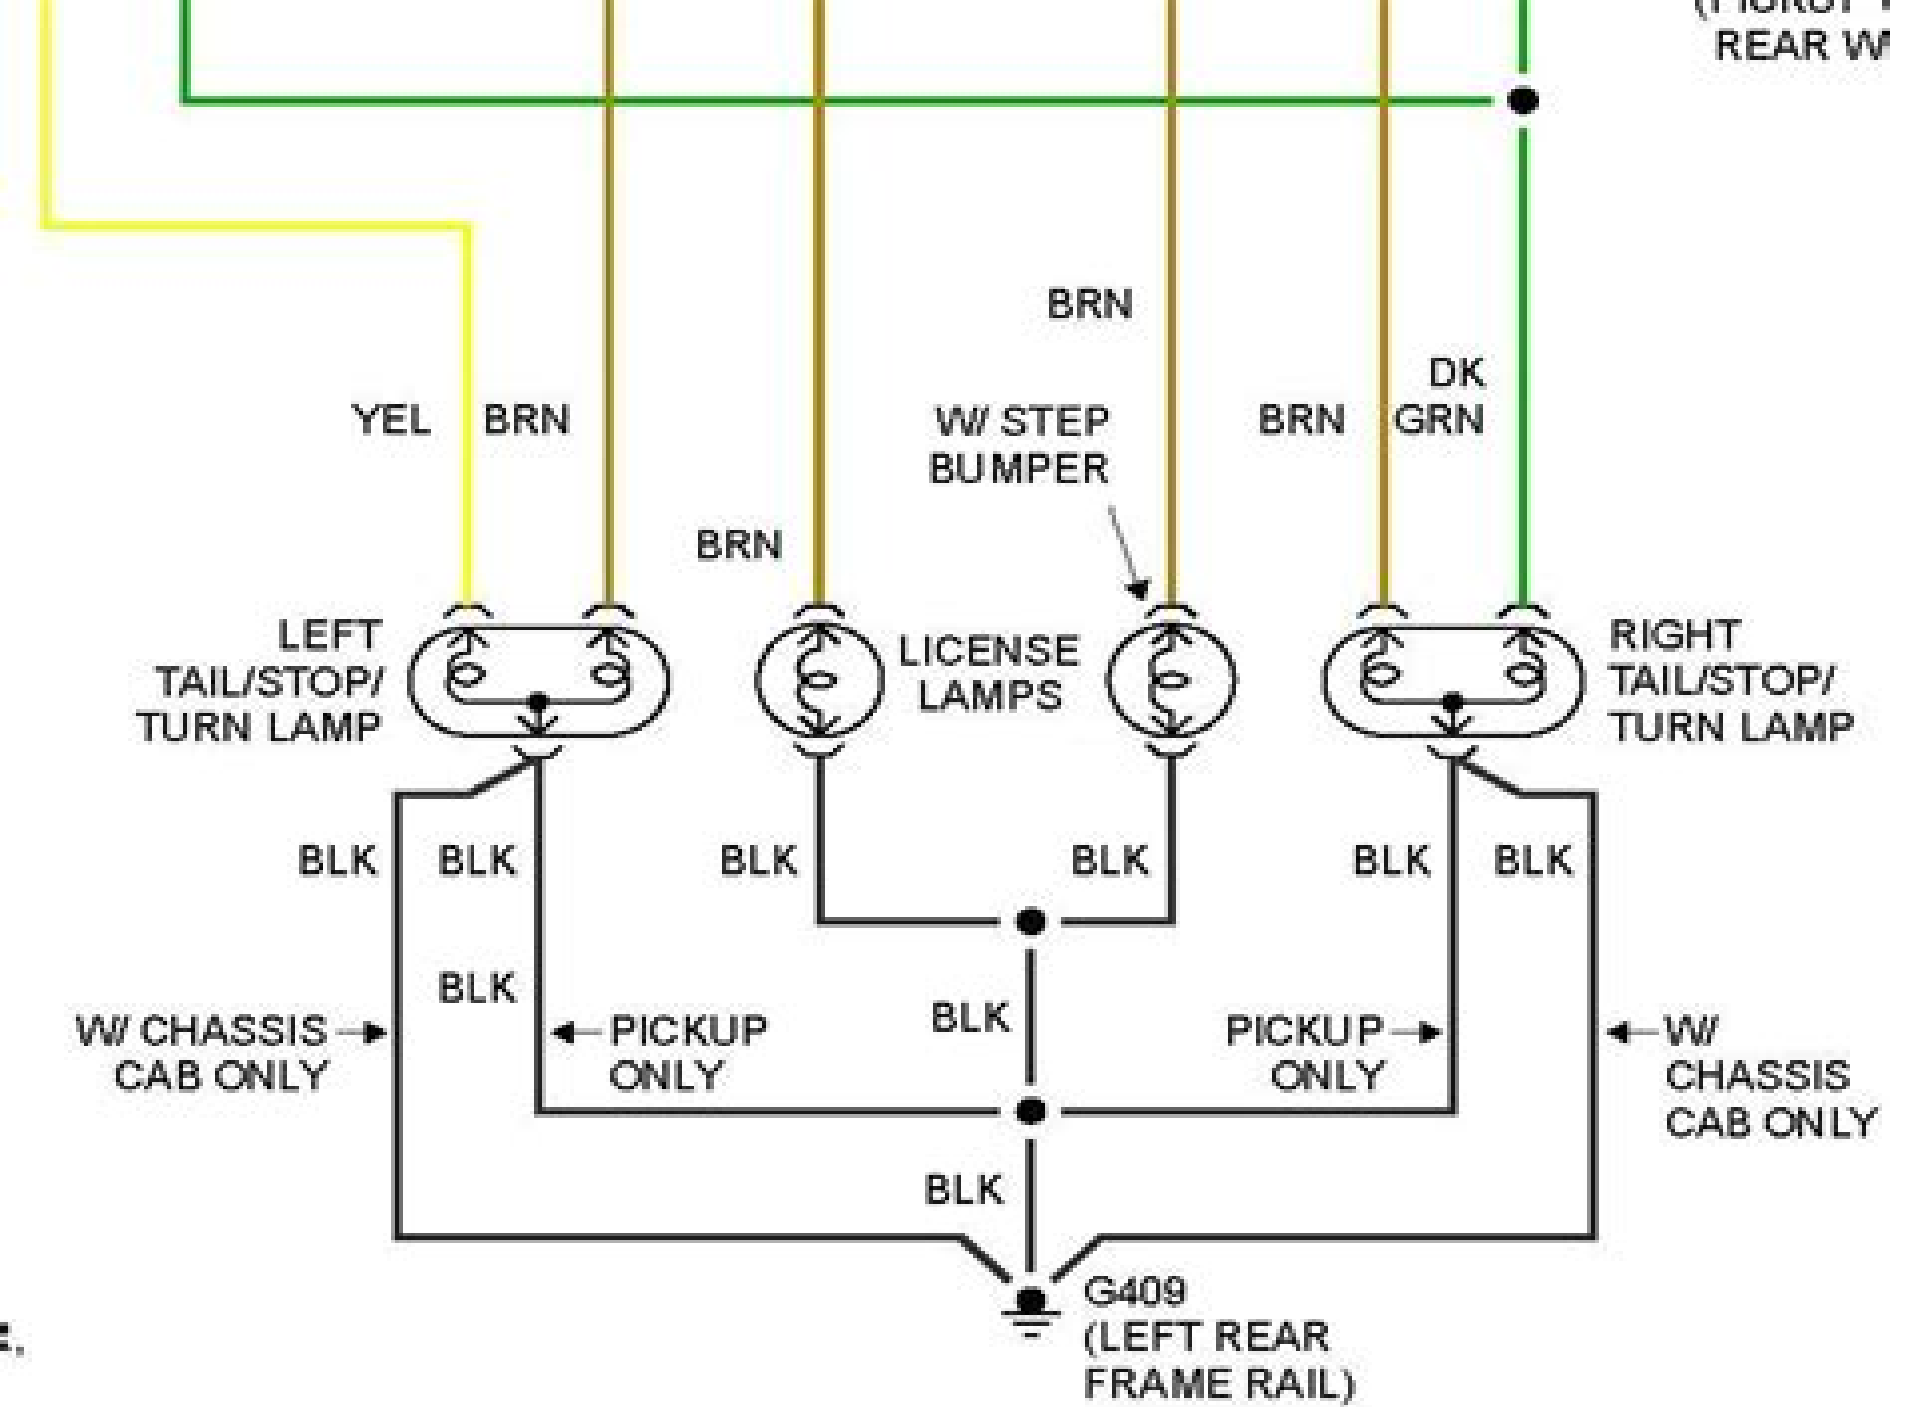 REAR W
BRN
DK
YEL BRN
W/ STEP
BUMPER
BRN GRN
BRN
LEFT
TAIL/STOP/
TURN LAMP
LICENSE
LAMPS
RIGHT
TAIL/STOP/
TURN LAMP
BLK BLK BLK BLK BLK BLK
BLK
W/ CHASSIS
CAB ONLY
PICKUP
ONLY
BLK
PICKUP
ONLY
W/
CHASSIS
CAB ONLY
BLK
G409
(LEFT REAR
FRAME RAIL)